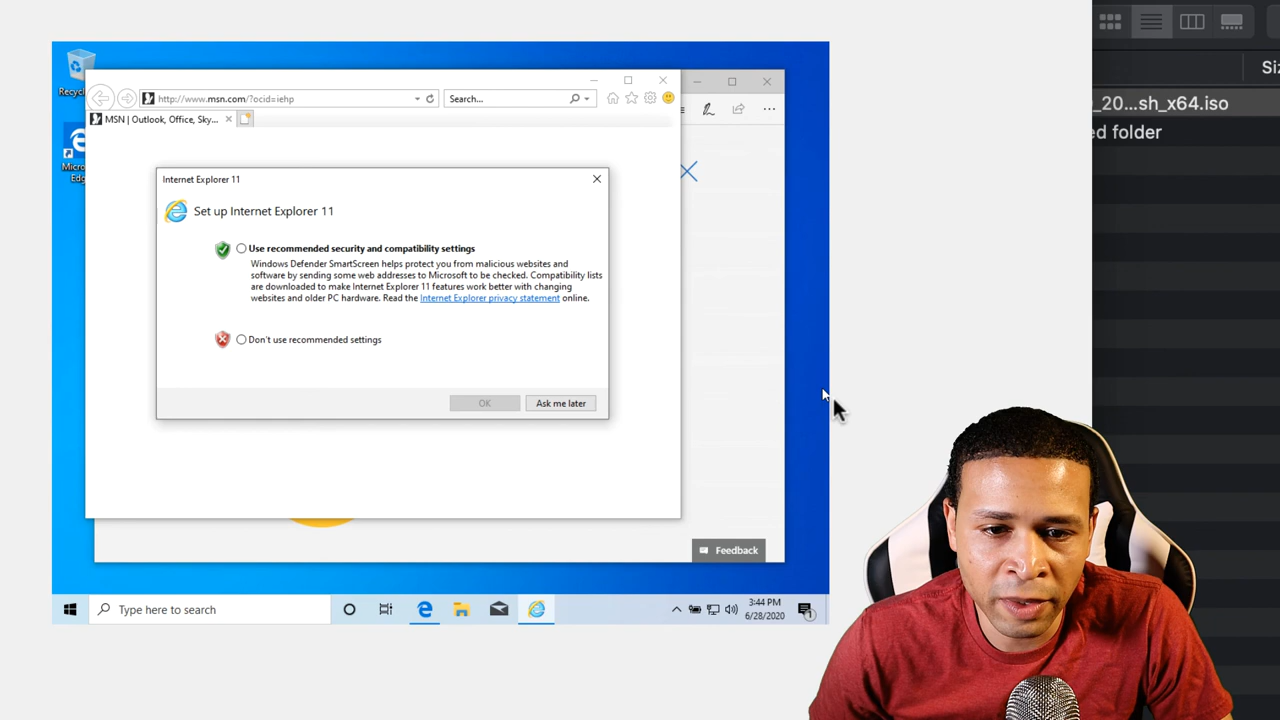 Recycl
Micro
Edg
http://www.msn.com/?ocid=iehp
Search...
MSN | Outlook, Office, Sky...
Internet Explorer 11
Set up Internet Explorer 11
Use recommended security and compatibility settings
Windows Defender SmartScreen helps protect you from malicious websites and
software by sending some web addresses to Microsoft to be checked. Compatibility lists
are downloaded to make Internet Explorer 11 features work better with changing
websites and older PC hardware. Read the Internet Explorer privacy statement online.
Don't use recommended settings
OK
Ask me later
Feedback
Type here to search
3:44 PM
6/28/2020
1
Siz
_20...sh_x64.iso
ed folder